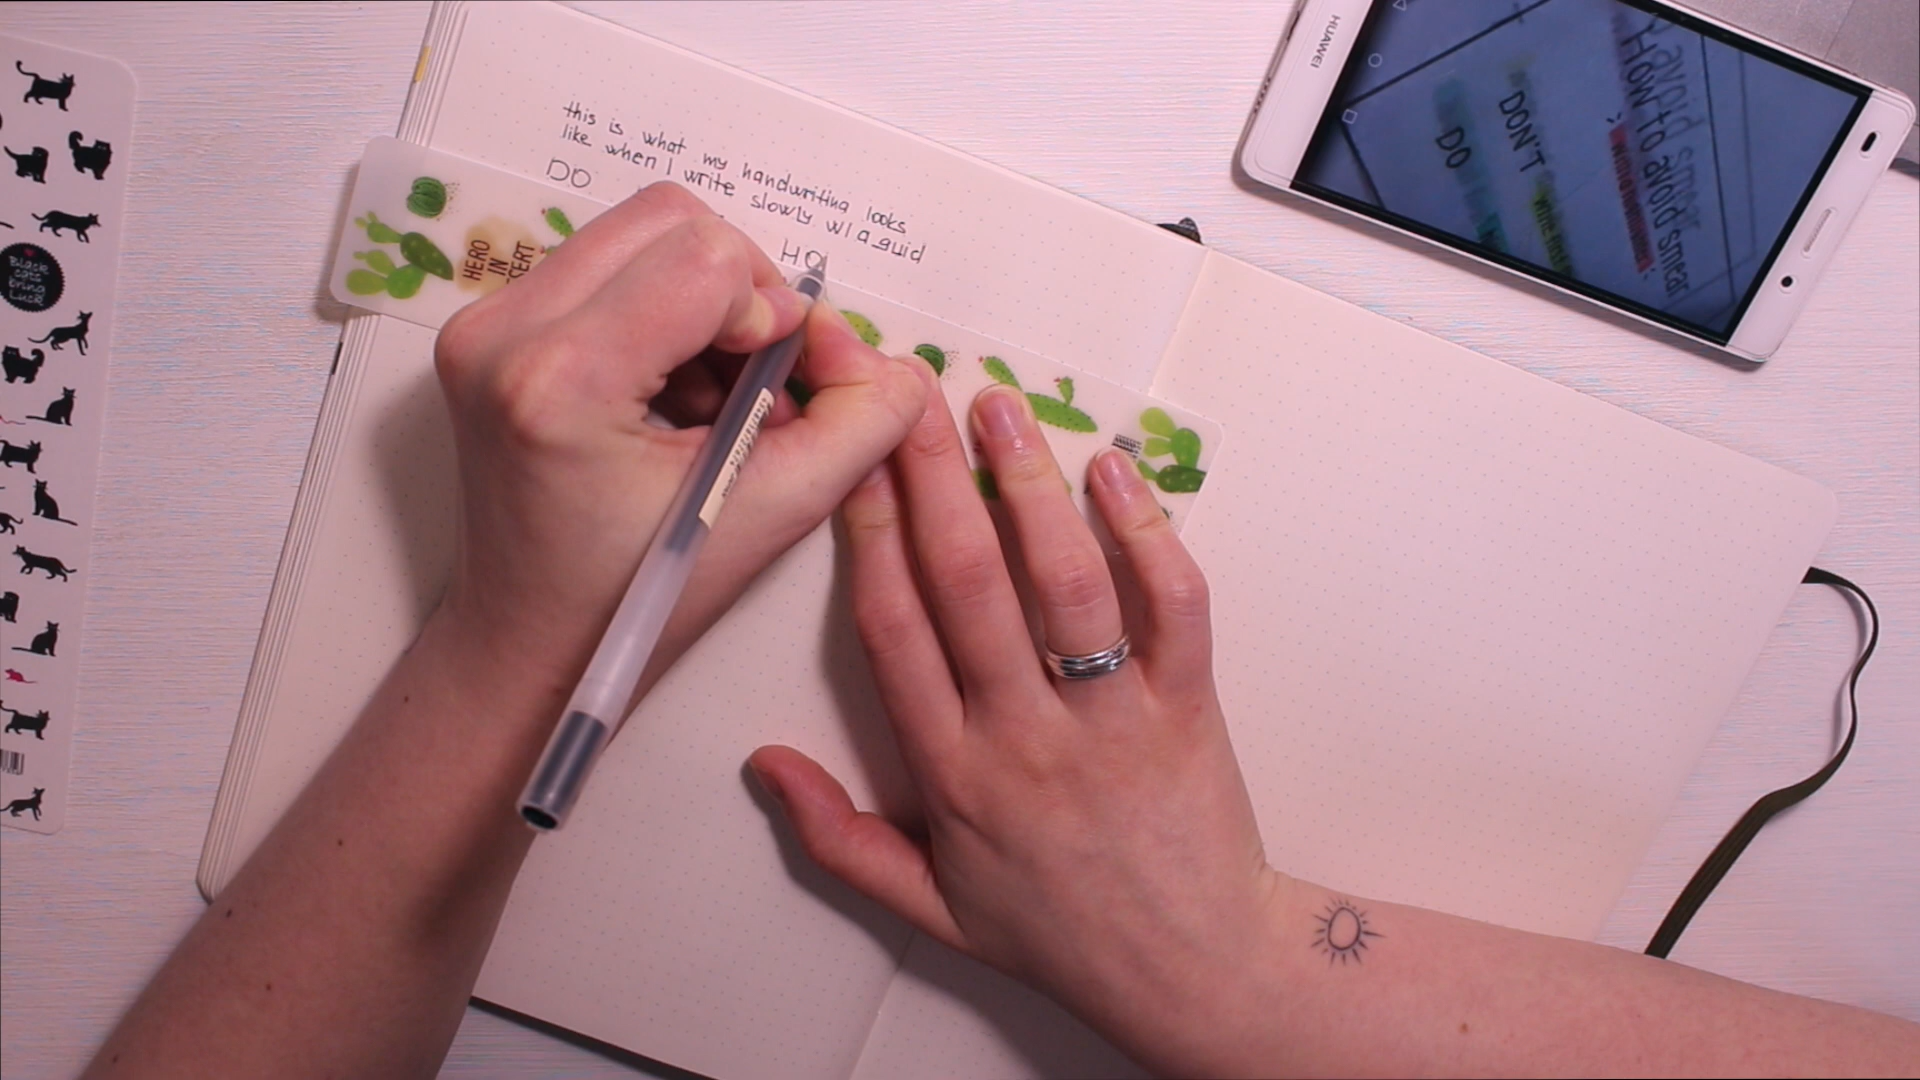 this is what my handwriting looks
like when I write slowly w/ a guid
DO
HO
HERO
IN
Black
cats
bring
Luck!
HUAWEI
How to avoid smear
DON'T
DO